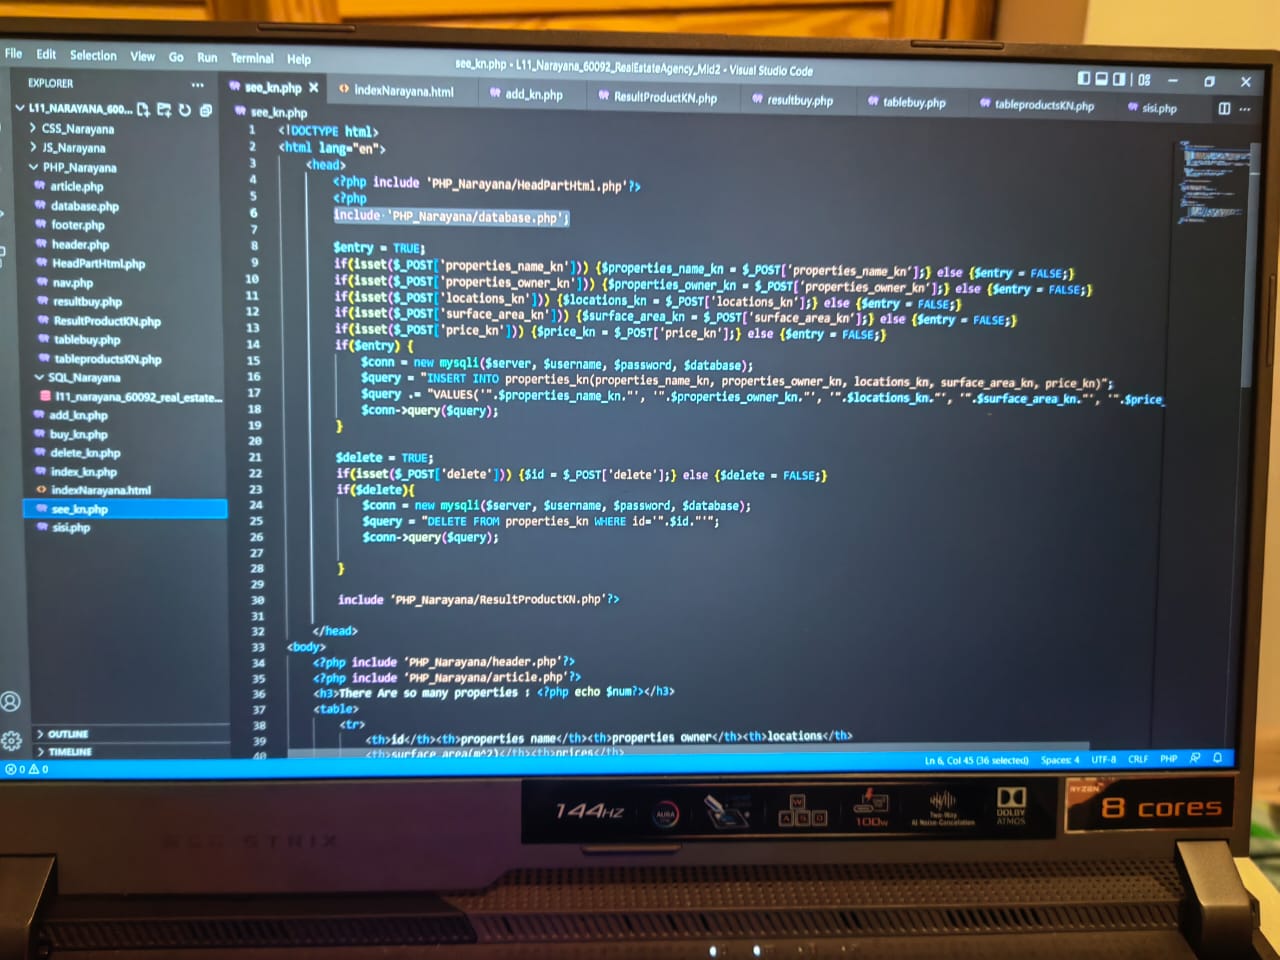 File Edit Selection View Go Run Terminal Help
see_kn.php - L11_Narayana_60092_RealEstateAgency_Mid2 - Visual Studio Code
EXPLORER ...
L11_NARAYANA_600...
CSS_Narayana
JS_Narayana
PHP_Narayana
article.php
database.php
footer.php
header.php
HeadPartHtml.php
nav.php
resultbuy.php
ResultProductKN.php
tablebuy.php
tableproductsKN.php
SQL_Narayana
l11_narayana_60092_real_estate...
add_kn.php
buy_kn.php
delete_kn.php
index_kn.php
indexNarayana.html
see_kn.php
sisi.php
OUTLINE
TIMELINE
see_kn.php X indexNarayana.html add_kn.php ResultProductKN.php resultbuy.php tablebuy.php tableproductsKN.php sisi.php
see_kn.php
1 <!DOCTYPE html>
2 <html lang="en">
3 <head>
4 <?php include 'PHP_Narayana/HeadPartHtml.php'?>
5 <?php
6 include 'PHP_Narayana/database.php';
7
8 $entry = TRUE;
9 if(isset($_POST['properties_name_kn'])) {$properties_name_kn = $_POST['properties_name_kn'];} else {$entry = FALSE;}
10 if(isset($_POST['properties_owner_kn'])) {$properties_owner_kn = $_POST['properties_owner_kn'];} else {$entry = FALSE;}
11 if(isset($_POST['locations_kn'])) {$locations_kn = $_POST['locations_kn'];} else {$entry = FALSE;}
12 if(isset($_POST['surface_area_kn'])) {$surface_area_kn = $_POST['surface_area_kn'];} else {$entry = FALSE;}
13 if(isset($_POST['price_kn'])) {$price_kn = $_POST['price_kn'];} else {$entry = FALSE;}
14 if($entry) {
15 $conn = new mysqli($server, $username, $password, $database);
16 $query = "INSERT INTO properties_kn(properties_name_kn, properties_owner_kn, locations_kn, surface_area_kn, price_kn)";
17 $query .= "VALUES('".$properties_name_kn."', '".$properties_owner_kn."', '".$locations_kn."', '".$surface_area_kn."', '".$price_
18 $conn->query($query);
19 }
20
21 $delete = TRUE;
22 if(isset($_POST['delete'])) {$id = $_POST['delete'];} else {$delete = FALSE;}
23 if($delete){
24 $conn = new mysqli($server, $username, $password, $database);
25 $query = "DELETE FROM properties_kn WHERE id='".$id."'";
26 $conn->query($query);
27
28 }
29
30 include 'PHP_Narayana/ResultProductKN.php'?>
31
32 </head>
33 <body>
34 <?php include 'PHP_Narayana/header.php'?>
35 <?php include 'PHP_Narayana/article.php'?>
36 <h3>There Are so many properties : <?php echo $num?></h3>
37 <table>
38 <tr>
39 <th>id</th><th>properties name</th><th>properties owner</th><th>locations</th>
40 <th>surface area(m^2)</th><th>prices</th>
0 0
Ln 6, Col 45 (36 selected) Spaces: 4 UTF-8 CRLF PHP
144HZ
AURA
W
A S D
100W
Two-Way
AI Noise-Cancelation
DOLBY
ATMOS
RYZEN
8 cores
STRIX